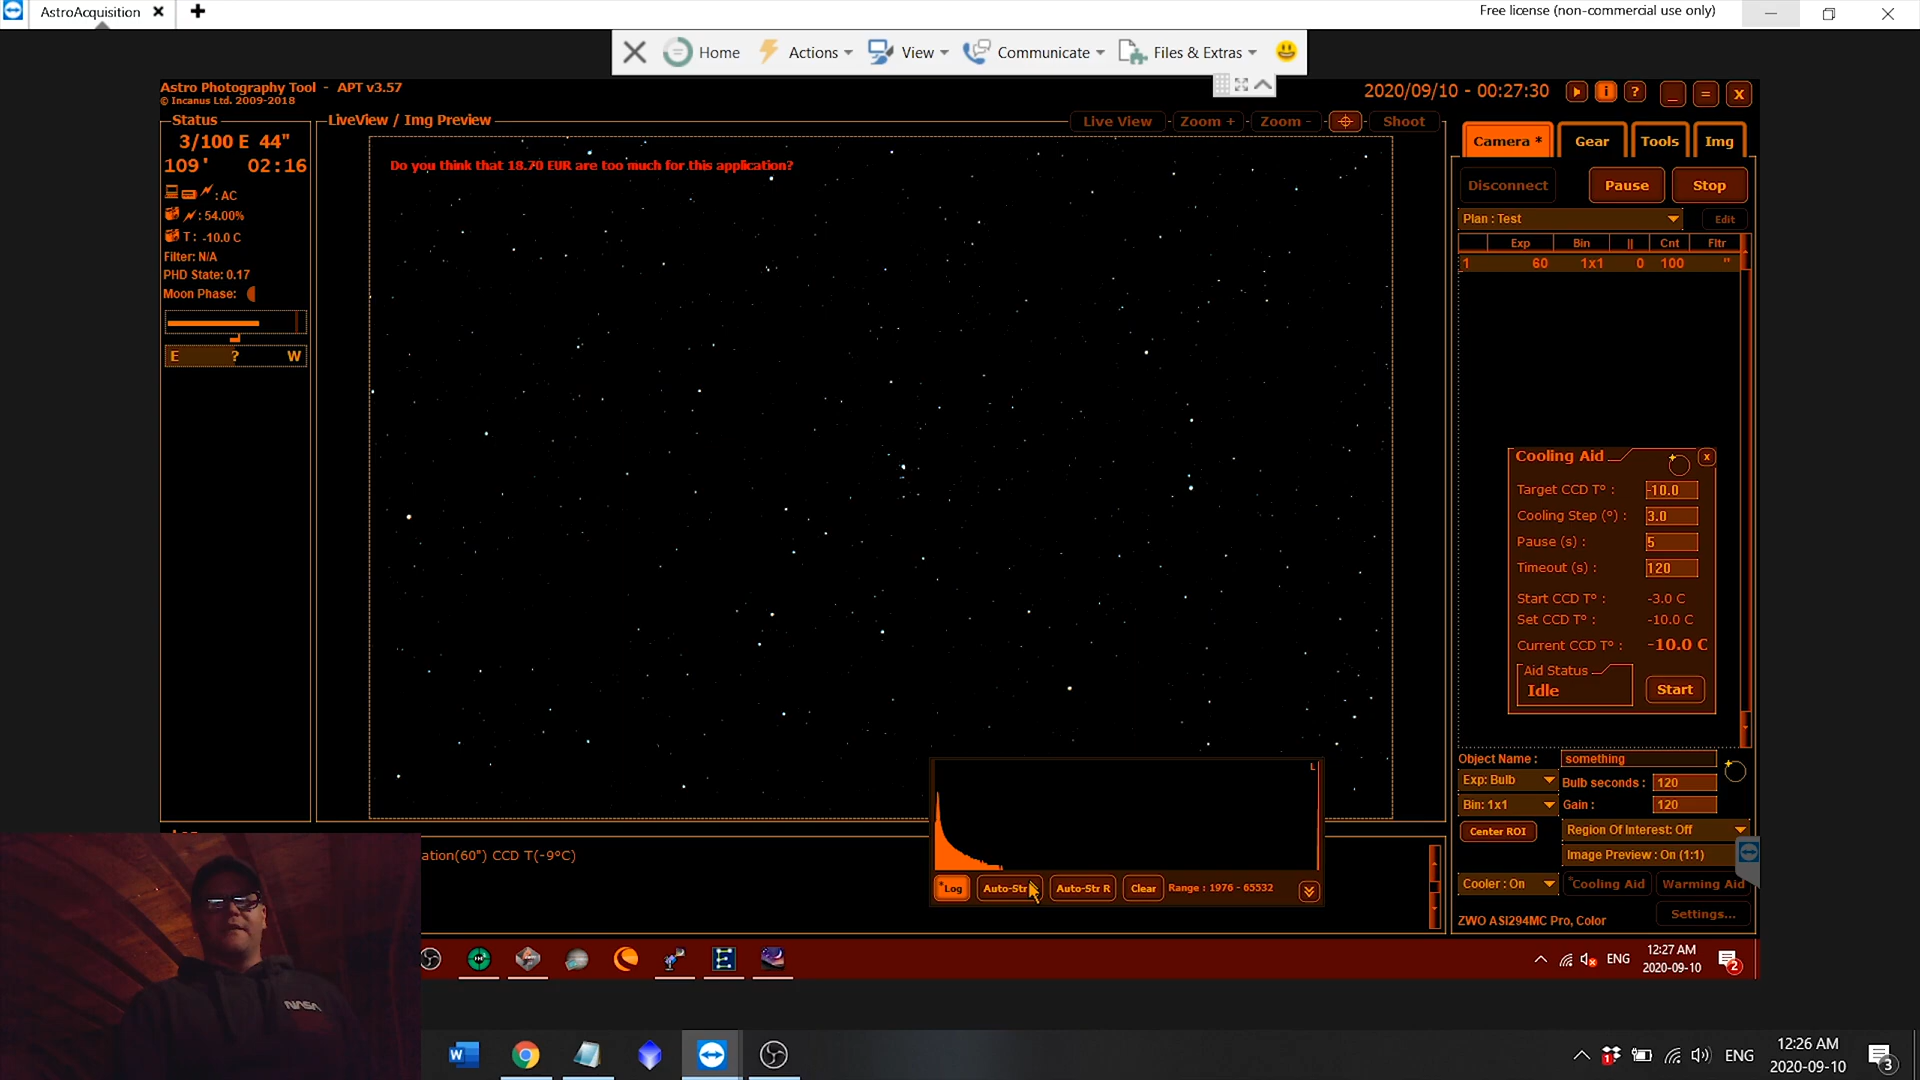 AstroAcquisition
Free license (non-commercial use only)
Home
Actions
View
Communicate
Files & Extras
Astro Photography Tool - APT v3.57
© Incanus Ltd. 2009-2018
2020/09/10 - 00:27:30
i
?
Status
3/100 E 44"
109' 02:16
: AC
: 54.00%
T: -10.0 C
Filter: N/A
PHD State: 0.17
Moon Phase:
E ? W
LiveView / Img Preview
Live View
Zoom +
Zoom -
Shoot
Do you think that 18.70 EUR are too much for this application?
Camera *
Gear
Tools
Img
Disconnect
Pause
Stop
Plan : Test
Edit
Exp Bin || Cnt Fltr
1 60 1x1 0 100 "
Cooling Aid
Target CCD T° : -10.0
Cooling Step (°) : 3.0
Pause (s) : 5
Timeout (s) : 120
Start CCD T° : -3.0 C
Set CCD T° : -10.0 C
Current CCD T° : -10.0 C
Aid Status
Idle
Start
Object Name : something
Exp: Bulb
Bulb seconds : 120
Bin: 1x1
Gain : 120
Center ROI
Region Of Interest: Off
Image Preview : On (1:1)
Cooler : On
*Cooling Aid
Warming Aid
ZWO ASI294MC Pro, Color
Settings...
L
*Log
Auto-Str
Auto-Str R
Clear
Range : 1976 - 65532
ation(60") CCD T(-9°C)
NASA
ENG
12:27 AM
2020-09-10
2
ENG
12:26 AM
2020-09-10
3